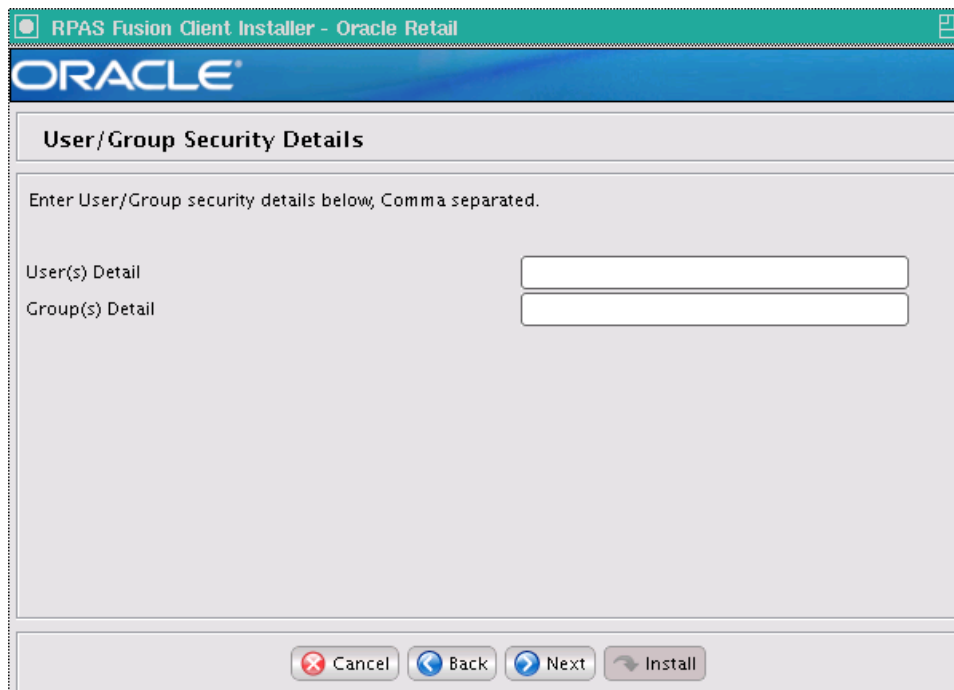 RPAS Fusion Client Installer - Oracle Retail
ORACLE
User/Group Security Details
Enter User/Group security details below, Comma separated.
User(s) Detail
Group(s) Detail
Cancel Back Next Install